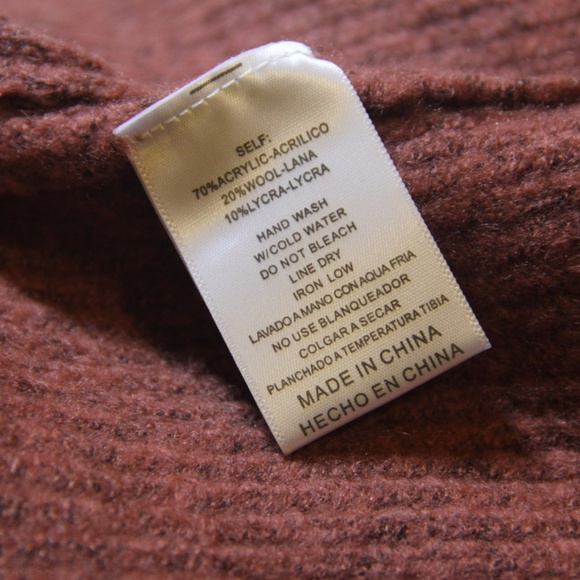 SELF:
70%ACRYLIC-ACRILICO
20%WOOL-LANA
10%LYCRA-LYCRA
HAND WASH
W/COLD WATER
DO NOT BLEACH
LINE DRY
IRON LOW
LAVADO A MANO CON AQUA FRIA
NO USE BLANQUEADOR
COLGAR A SECAR
PLANCHADO A TEMPERATURA TIBIA
MADE IN CHINA
HECHO EN CHINA